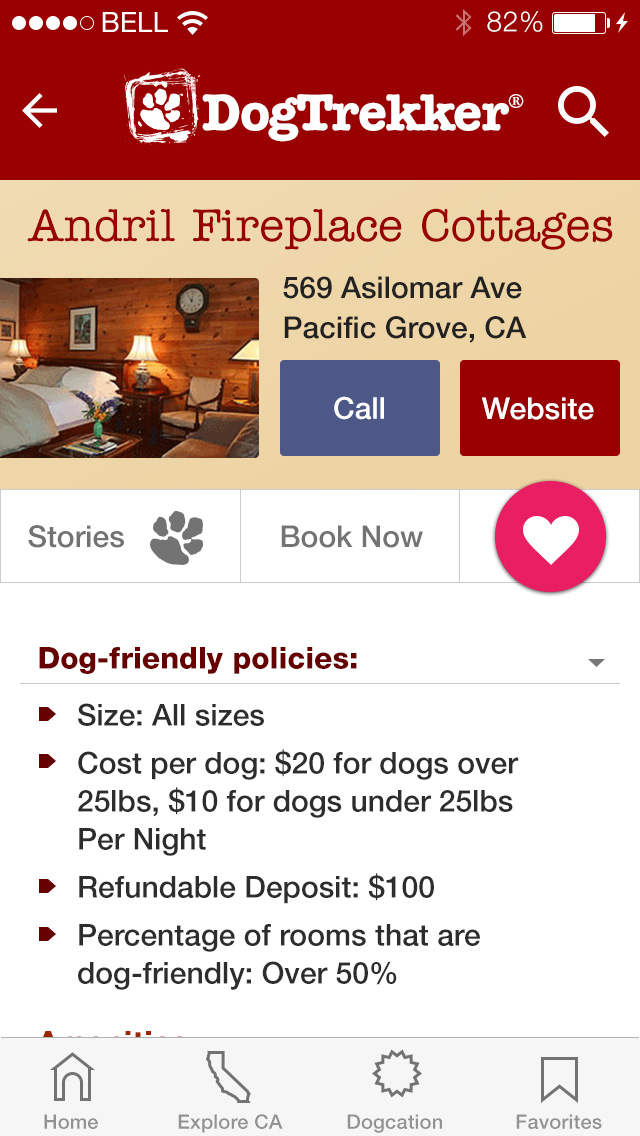 BELL 82%
DogTrekker®
Andril Fireplace Cottages
569 Asilomar Ave
Pacific Grove, CA
Call Website
Stories Book Now
Dog-friendly policies:
Size: All sizes
Cost per dog: $20 for dogs over
25lbs, $10 for dogs under 25lbs
Per Night
Refundable Deposit: $100
Percentage of rooms that are
dog-friendly: Over 50%
Home Explore CA Dogcation Favorites